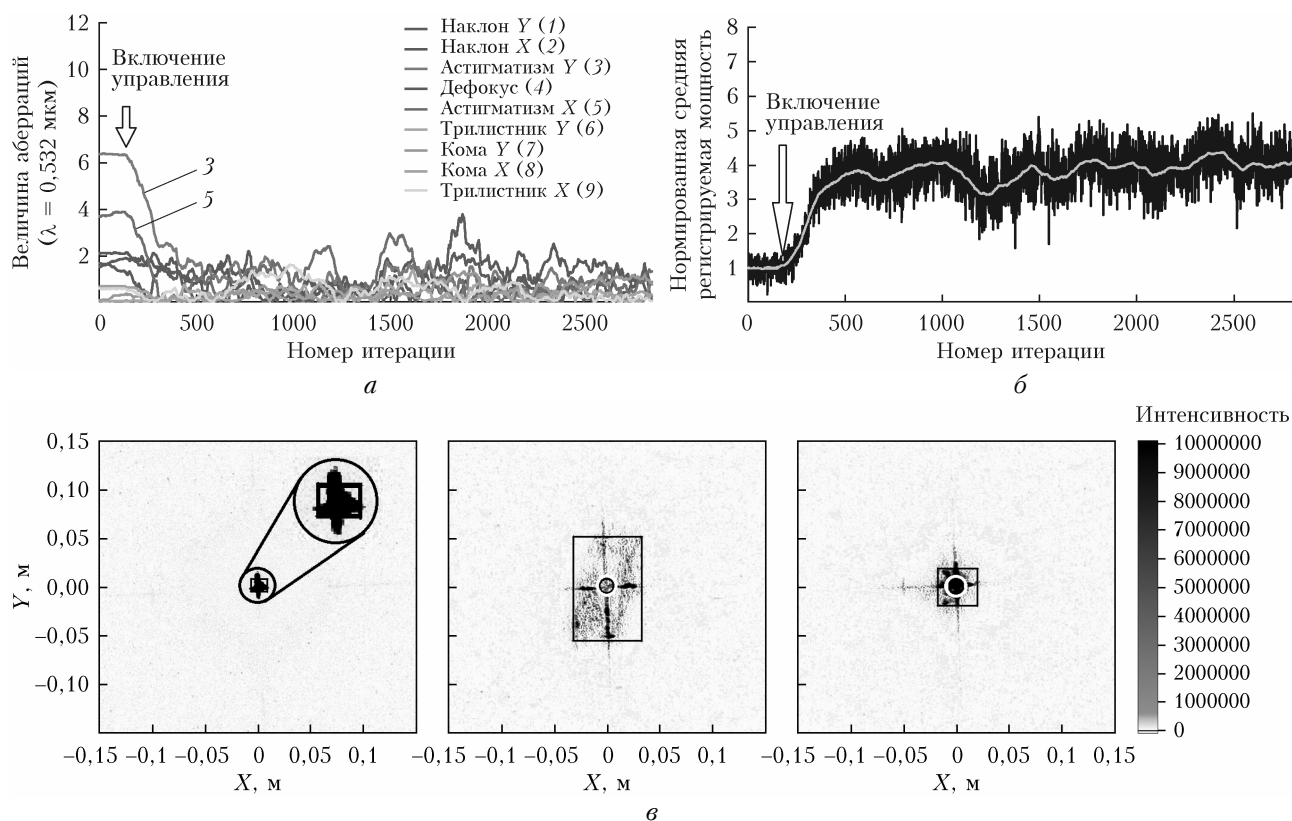 12
10
8
6
4
2
0
500
1000
1500
2000
2500
Величина аберраций
(λ = 0,532 мкм)
Включение
управления
3
5
Наклон Y (1)
Наклон X (2)
Астигматизм Y (3)
Дефокус (4)
Астигматизм X (5)
Трилистник Y (6)
Кома Y (7)
Кома X (8)
Трилистник X (9)
Номер итерации
а
8
7
6
5
4
3
2
1
0
500
1000
1500
2000
2500
Нормированная средняя
регистрируемая мощность
Включение
управления
Номер итерации
б
0,15
0,10
0,05
0,00
−0,05
−0,10
Y, м
−0,15 −0,1 −0,05 0 0,05 0,1
X, м
−0,15 −0,1 −0,05 0 0,05 0,1
X, м
−0,15 −0,1 −0,05 0 0,05 0,1 0,15
X, м
Интенсивность
10000000
9000000
8000000
7000000
6000000
5000000
4000000
3000000
2000000
1000000
0
в